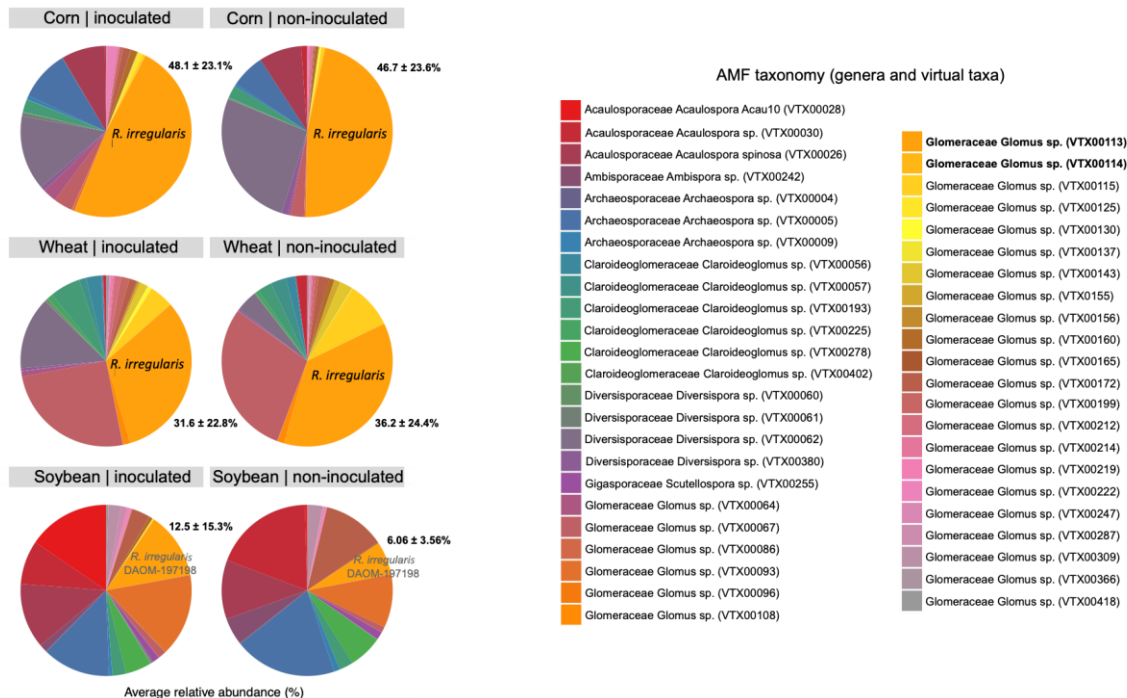 Corn | inoculated
Corn | non-inoculated
48.1 ± 23.1%
46.7 ± 23.6%
R. irregularis
R. irregularis
Wheat | inoculated
Wheat | non-inoculated
R. irregularis
R. irregularis
31.6 ± 22.8%
36.2 ± 24.4%
Soybean | inoculated
Soybean | non-inoculated
12.5 ± 15.3%
6.06 ± 3.56%
R. irregularis
DAOM-197198
R. irregularis
DAOM-197198
Average relative abundance (%)
AMF taxonomy (genera and virtual taxa)
Acaulosporaceae Acaulospora Acau10 (VTX00028)
Acaulosporaceae Acaulospora sp. (VTX00030)
Acaulosporaceae Acaulospora spinosa (VTX00026)
Ambisporaceae Ambispora sp. (VTX00242)
Archaeosporaceae Archaeospora sp. (VTX00004)
Archaeosporaceae Archaeospora sp. (VTX00005)
Archaeosporaceae Archaeospora sp. (VTX00009)
Claroideoglomeraceae Claroideoglomus sp. (VTX00056)
Claroideoglomeraceae Claroideoglomus sp. (VTX00057)
Claroideoglomeraceae Claroideoglomus sp. (VTX00193)
Claroideoglomeraceae Claroideoglomus sp. (VTX00225)
Claroideoglomeraceae Claroideoglomus sp. (VTX00278)
Claroideoglomeraceae Claroideoglomus sp. (VTX00402)
Diversisporaceae Diversispora sp. (VTX00060)
Diversisporaceae Diversispora sp. (VTX00061)
Diversisporaceae Diversispora sp. (VTX00062)
Diversisporaceae Diversispora sp. (VTX00380)
Gigasporaceae Scutellospora sp. (VTX00255)
Glomeraceae Glomus sp. (VTX00064)
Glomeraceae Glomus sp. (VTX00067)
Glomeraceae Glomus sp. (VTX00086)
Glomeraceae Glomus sp. (VTX00093)
Glomeraceae Glomus sp. (VTX00096)
Glomeraceae Glomus sp. (VTX00108)
Glomeraceae Glomus sp. (VTX00113)
Glomeraceae Glomus sp. (VTX00114)
Glomeraceae Glomus sp. (VTX00115)
Glomeraceae Glomus sp. (VTX00125)
Glomeraceae Glomus sp. (VTX00130)
Glomeraceae Glomus sp. (VTX00137)
Glomeraceae Glomus sp. (VTX00143)
Glomeraceae Glomus sp. (VTX0155)
Glomeraceae Glomus sp. (VTX00156)
Glomeraceae Glomus sp. (VTX00160)
Glomeraceae Glomus sp. (VTX00165)
Glomeraceae Glomus sp. (VTX00172)
Glomeraceae Glomus sp. (VTX00199)
Glomeraceae Glomus sp. (VTX00212)
Glomeraceae Glomus sp. (VTX00214)
Glomeraceae Glomus sp. (VTX00219)
Glomeraceae Glomus sp. (VTX00222)
Glomeraceae Glomus sp. (VTX00247)
Glomeraceae Glomus sp. (VTX00287)
Glomeraceae Glomus sp. (VTX00309)
Glomeraceae Glomus sp. (VTX00366)
Glomeraceae Glomus sp. (VTX00418)